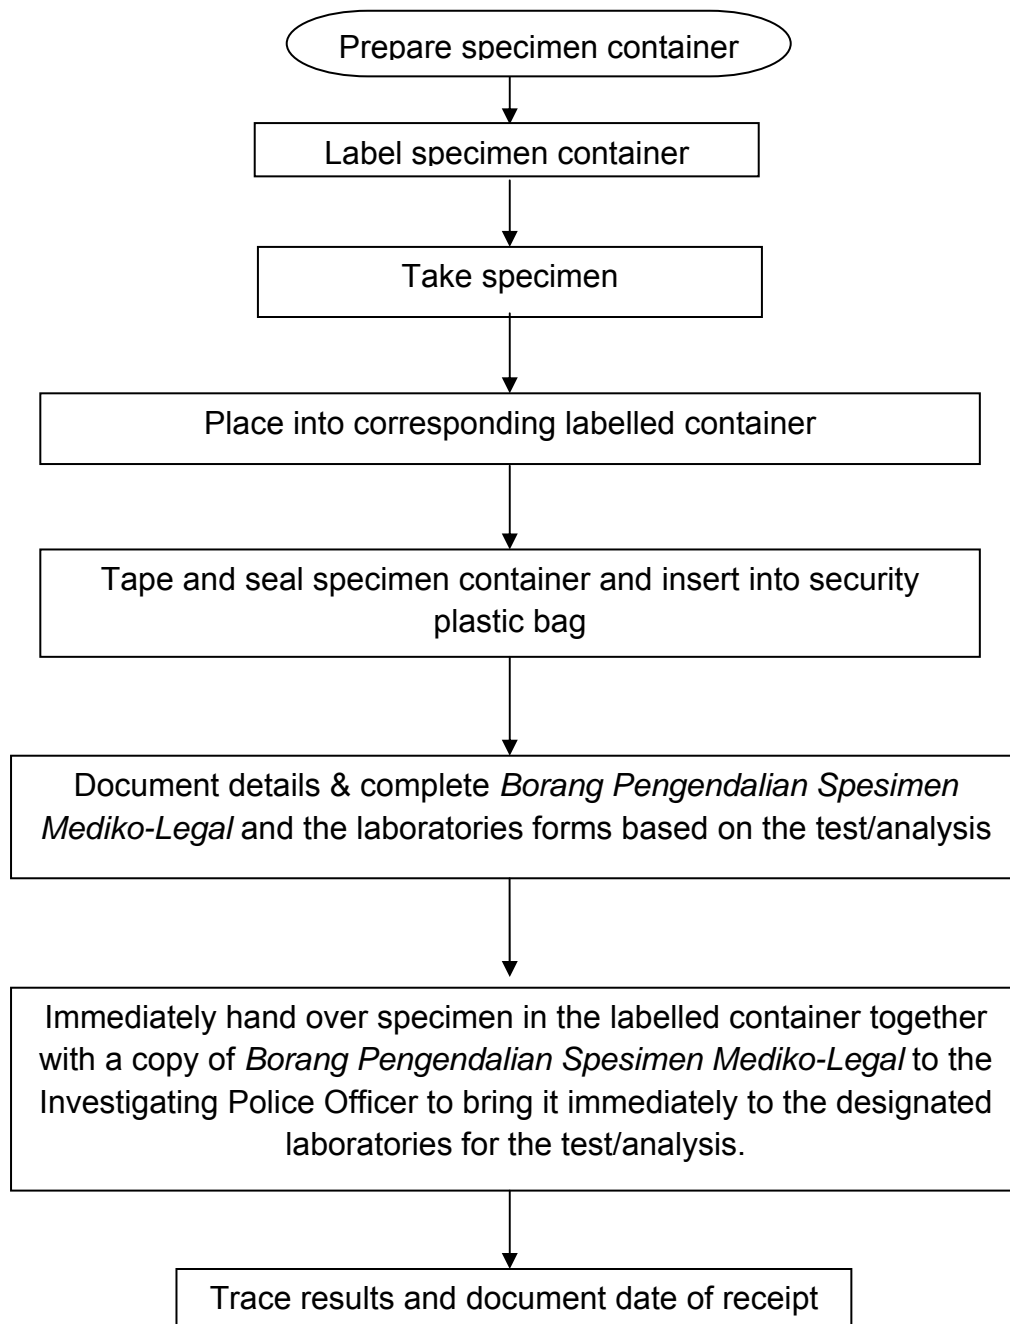 Prepare specimen container
Label specimen container
Take specimen
Place into corresponding labelled container
Tape and seal specimen container and insert into security
plastic bag
Document details & complete Borang Pengendalian Spesimen
Mediko-Legal and the laboratories forms based on the test/analysis
Immediately hand over specimen in the labelled container together
with a copy of Borang Pengendalian Spesimen Mediko-Legal to the
Investigating Police Officer to bring it immediately to the designated
laboratories for the test/analysis.
Trace results and document date of receipt